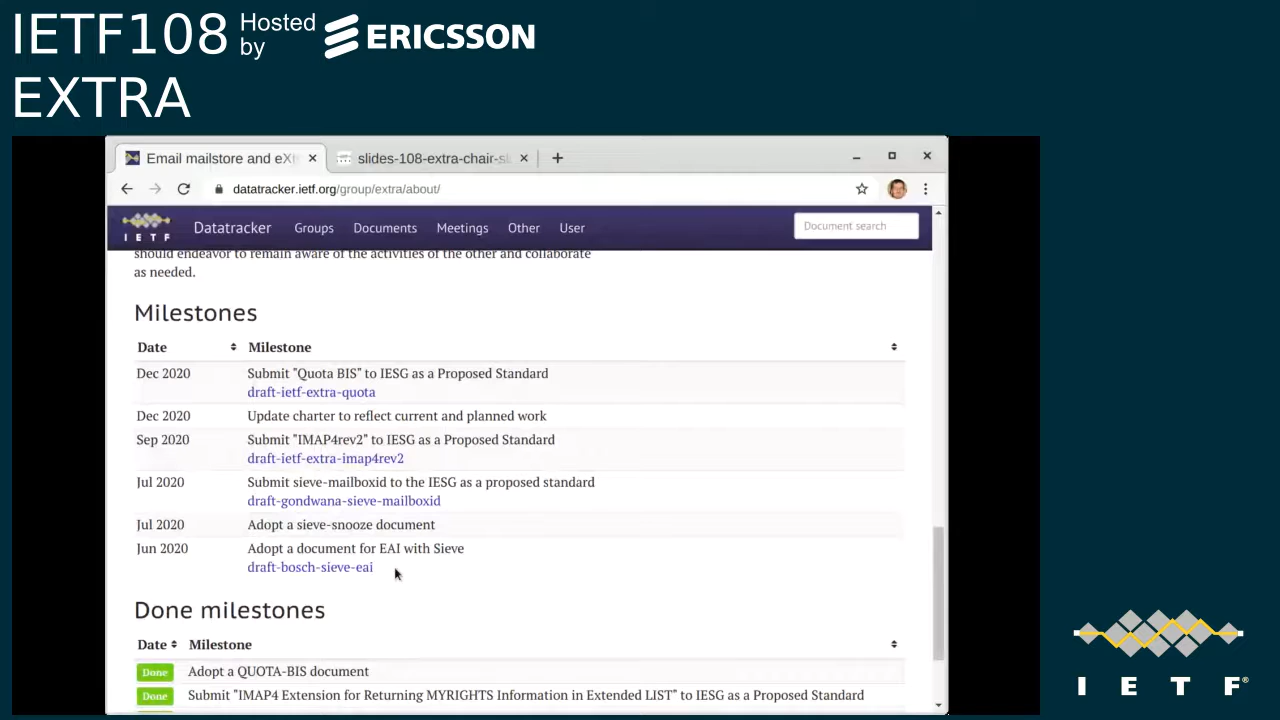 IETF108 Hosted by ERICSSON
EXTRA
Email mailstore and eXt
slides-108-extra-chair-sl
datatracker.ietf.org/group/extra/about/
IETF
Datatracker Groups Documents Meetings Other User Document search
should endeavor to remain aware of the activities of the other and collaborate
as needed.
Milestones
Date Milestone
Dec 2020 Submit "Quota BIS" to IESG as a Proposed Standard
draft-ietf-extra-quota
Dec 2020 Update charter to reflect current and planned work
Sep 2020 Submit "IMAP4rev2" to IESG as a Proposed Standard
draft-ietf-extra-imap4rev2
Jul 2020 Submit sieve-mailboxid to the IESG as a proposed standard
draft-gondwana-sieve-mailboxid
Jul 2020 Adopt a sieve-snooze document
Jun 2020 Adopt a document for EAI with Sieve
draft-bosch-sieve-eai
Done milestones
Date Milestone
Done Adopt a QUOTA-BIS document
Done Submit "IMAP4 Extension for Returning MYRIGHTS Information in Extended LIST" to IESG as a Proposed Standard
I E T F®